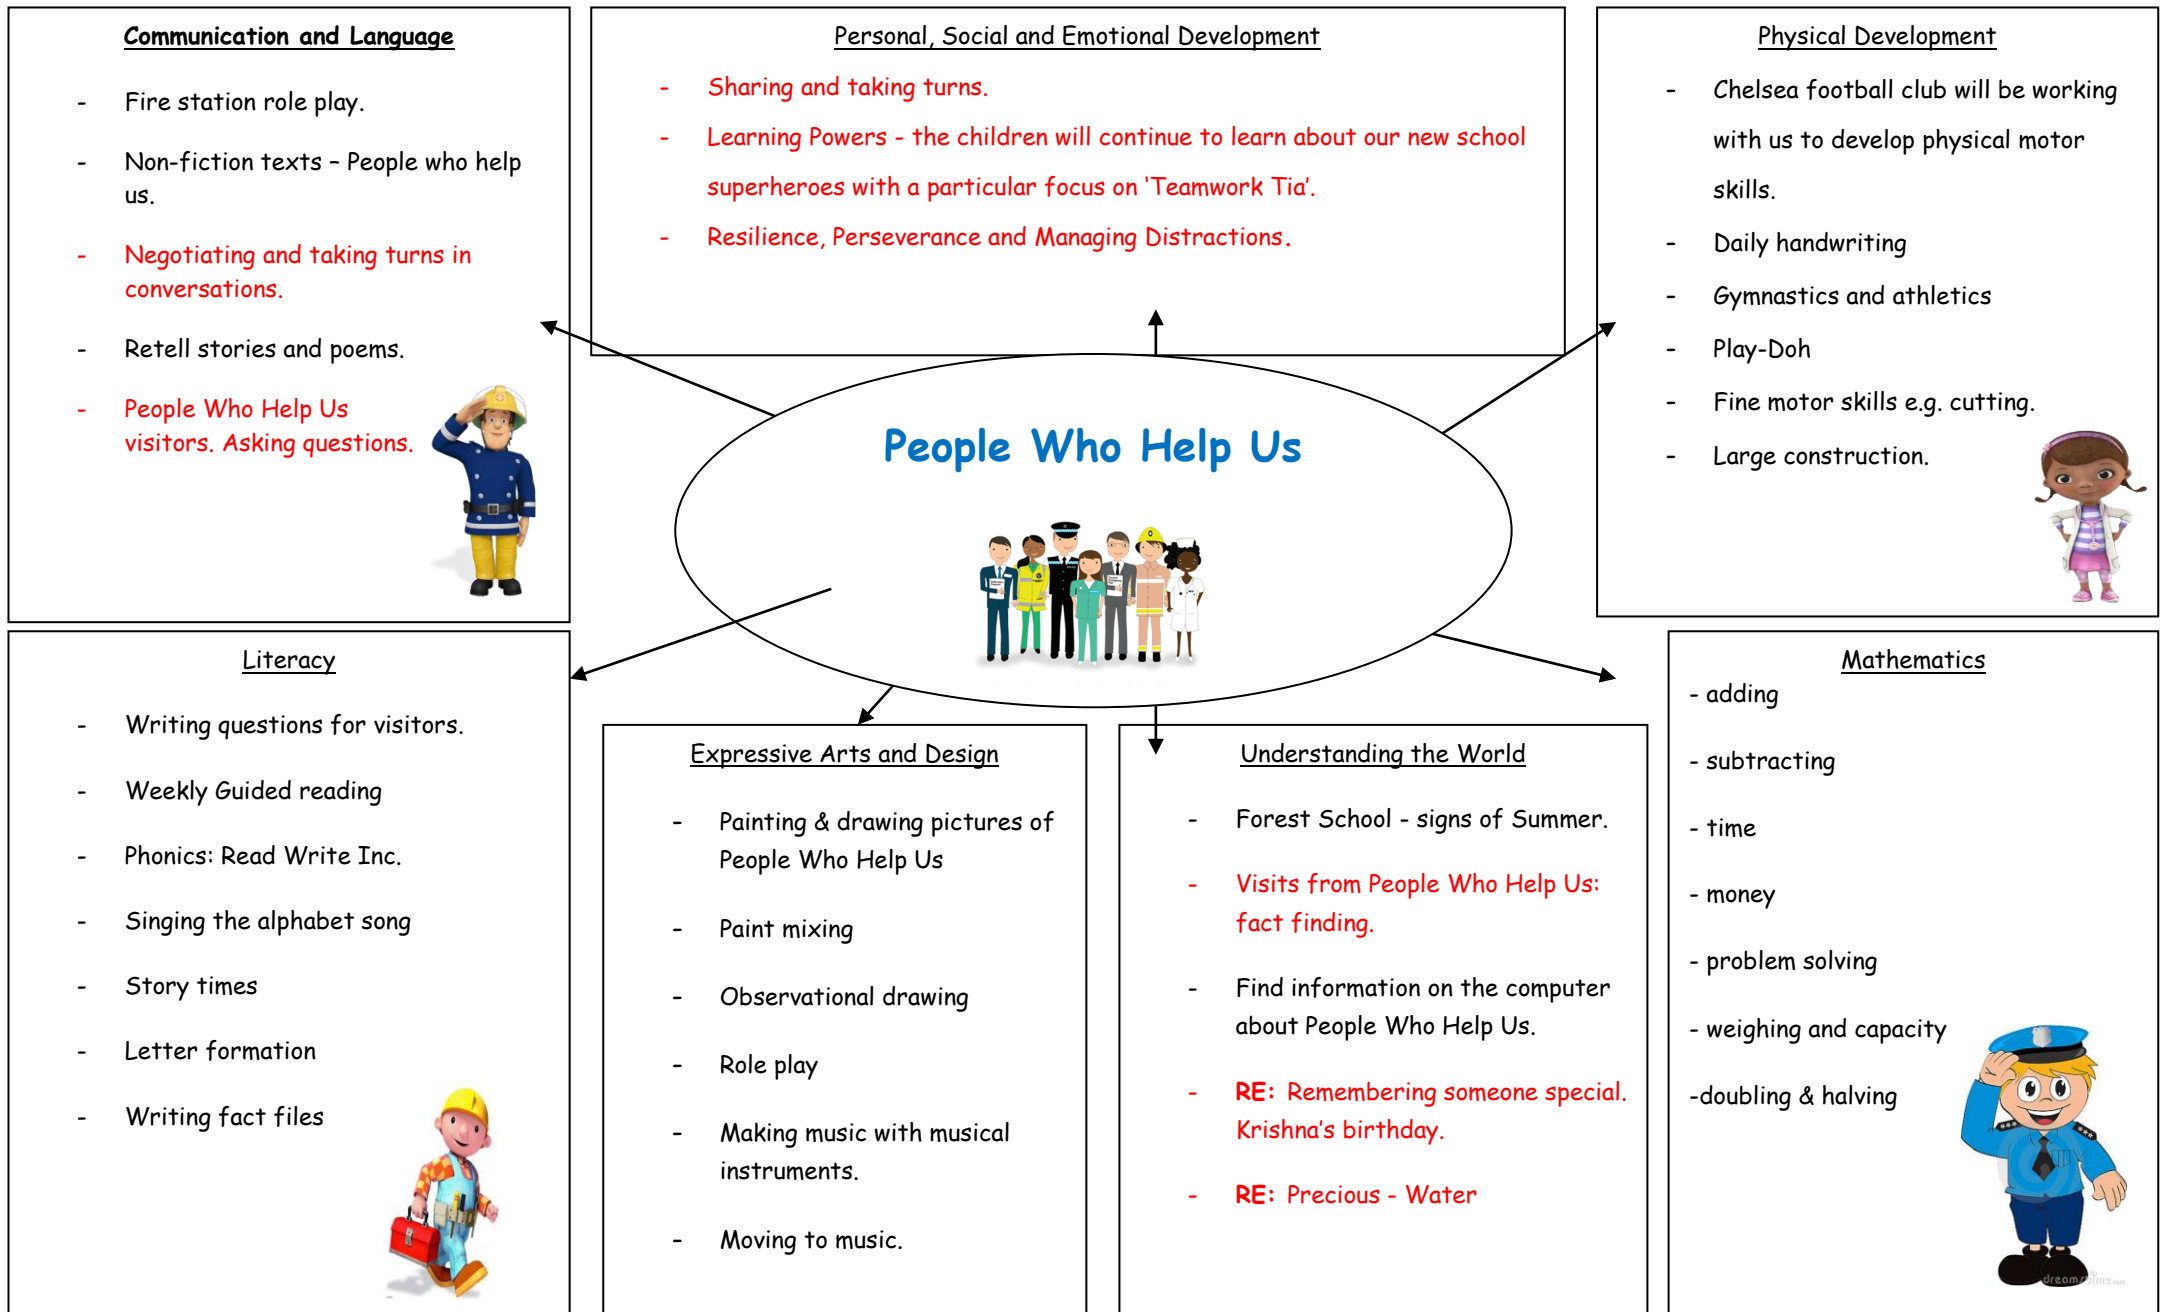 Communication and Language
- Fire station role play.
- Non-fiction texts – People who help
us.
- Negotiating and taking turns in
conversations.
- Retell stories and poems.
- People Who Help Us
visitors. Asking questions.
Personal, Social and Emotional Development
- Sharing and taking turns.
- Learning Powers - the children will continue to learn about our new school
superheroes with a particular focus on ‘Teamwork Tia’.
- Resilience, Perseverance and Managing Distractions.
Physical Development
- Chelsea football club will be working
with us to develop physical motor
skills.
- Daily handwriting
- Gymnastics and athletics
- Play-Doh
- Fine motor skills e.g. cutting.
- Large construction.
People Who Help Us
Literacy
- Writing questions for visitors.
- Weekly Guided reading
- Phonics: Read Write Inc.
- Singing the alphabet song
- Story times
- Letter formation
- Writing fact files
Expressive Arts and Design
- Painting & drawing pictures of
People Who Help Us
- Paint mixing
- Observational drawing
- Role play
- Making music with musical
instruments.
- Moving to music.
Understanding the World
- Forest School - signs of Summer.
- Visits from People Who Help Us:
fact finding.
- Find information on the computer
about People Who Help Us.
- RE: Remembering someone special.
Krishna’s birthday.
- RE: Precious - Water
Mathematics
- adding
- subtracting
- time
- money
- problem solving
- weighing and capacity
-doubling & halving
dreamstime.com